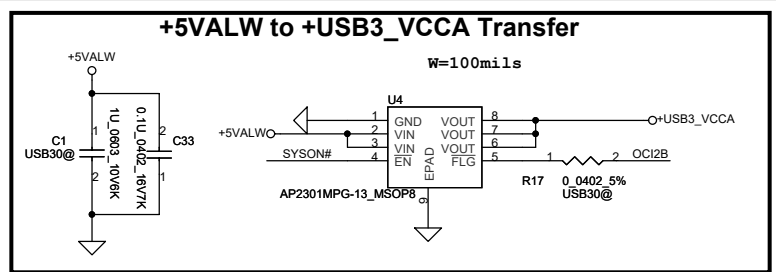 +5VALW to +USB3_VCCA Transfer
+5VALW
W=100mils
C1
USB30@
1
2
1U_0603_10V6K
0.1U_0402_16V7K
2
1
C33
U4
+5VALW
SYSON#
1
2
3
4
GND
VIN
VIN
EN
EPAD
VOUT
VOUT
VOUT
FLG
8
7
6
5
9
+USB3_VCCA
1
2
OCI2B
R17
0_0402_5%
USB30@
AP2301MPG-13_MSOP8